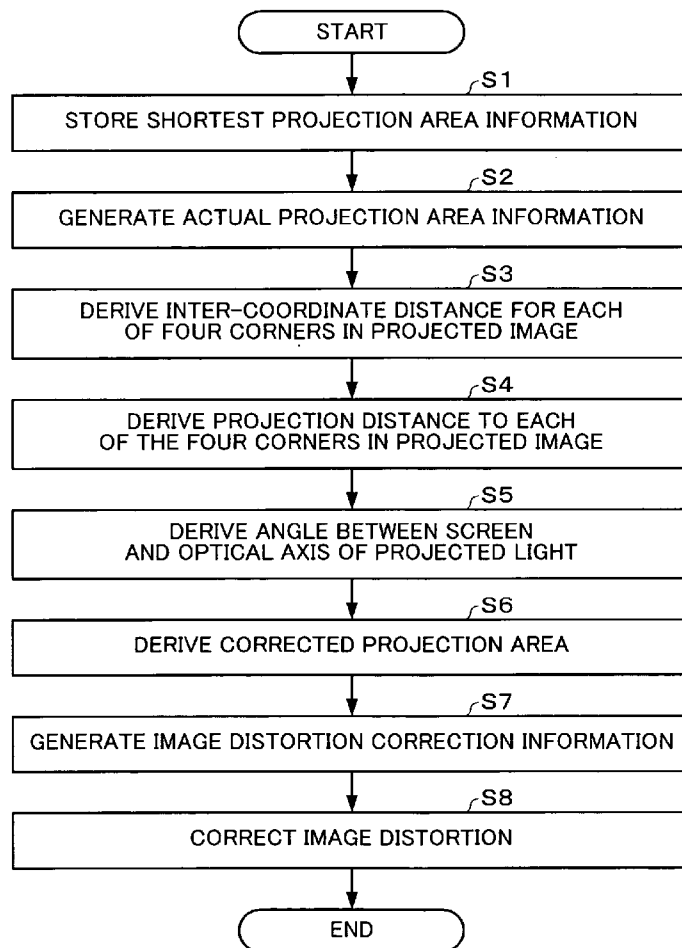 START
S1
STORE SHORTEST PROJECTION AREA INFORMATION
S2
GENERATE ACTUAL PROJECTION AREA INFORMATION
S3
DERIVE INTER-COORDINATE DISTANCE FOR EACH
OF FOUR CORNERS IN PROJECTED IMAGE
S4
DERIVE PROJECTION DISTANCE TO EACH
OF THE FOUR CORNERS IN PROJECTED IMAGE
S5
DERIVE ANGLE BETWEEN SCREEN
AND OPTICAL AXIS OF PROJECTED LIGHT
S6
DERIVE CORRECTED PROJECTION AREA
S7
GENERATE IMAGE DISTORTION CORRECTION INFORMATION
S8
CORRECT IMAGE DISTORTION
END